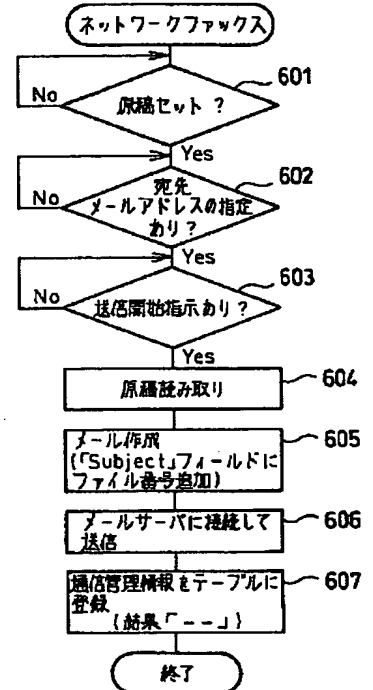 ネットワークファックス入
601
原稿セット?
No
Yes
602
宛先
メールアドレスの指定
あり?
No
Yes
603
送信開始指示あり?
No
Yes
原稿読み取り
604
メール作成
(「Subject」フィールドに
ファイル番号追加)
605
メールサーバに接続して
送信
606
通信管理情報をテーブルに
登録
(結果「--」)
607
終了